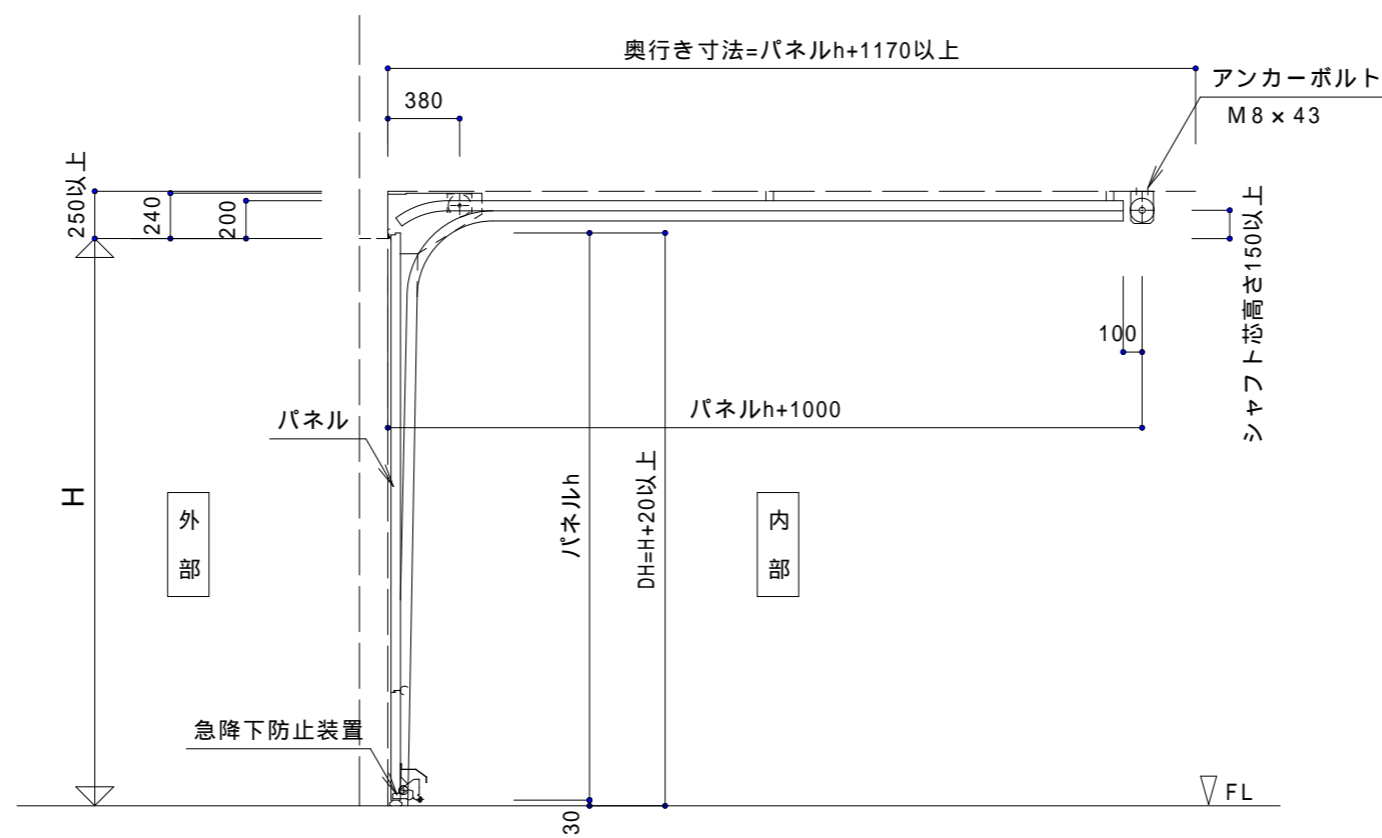 奥行き寸法=パネルh+1170以上
アンカーボルト
M8×43
380
250以上
240
200
シャフト芯高さ150以上
100
パネルh+1000
パネル
H
外部
パネルh
DH=H+20以上
内部
急降下防止装置
30
FL